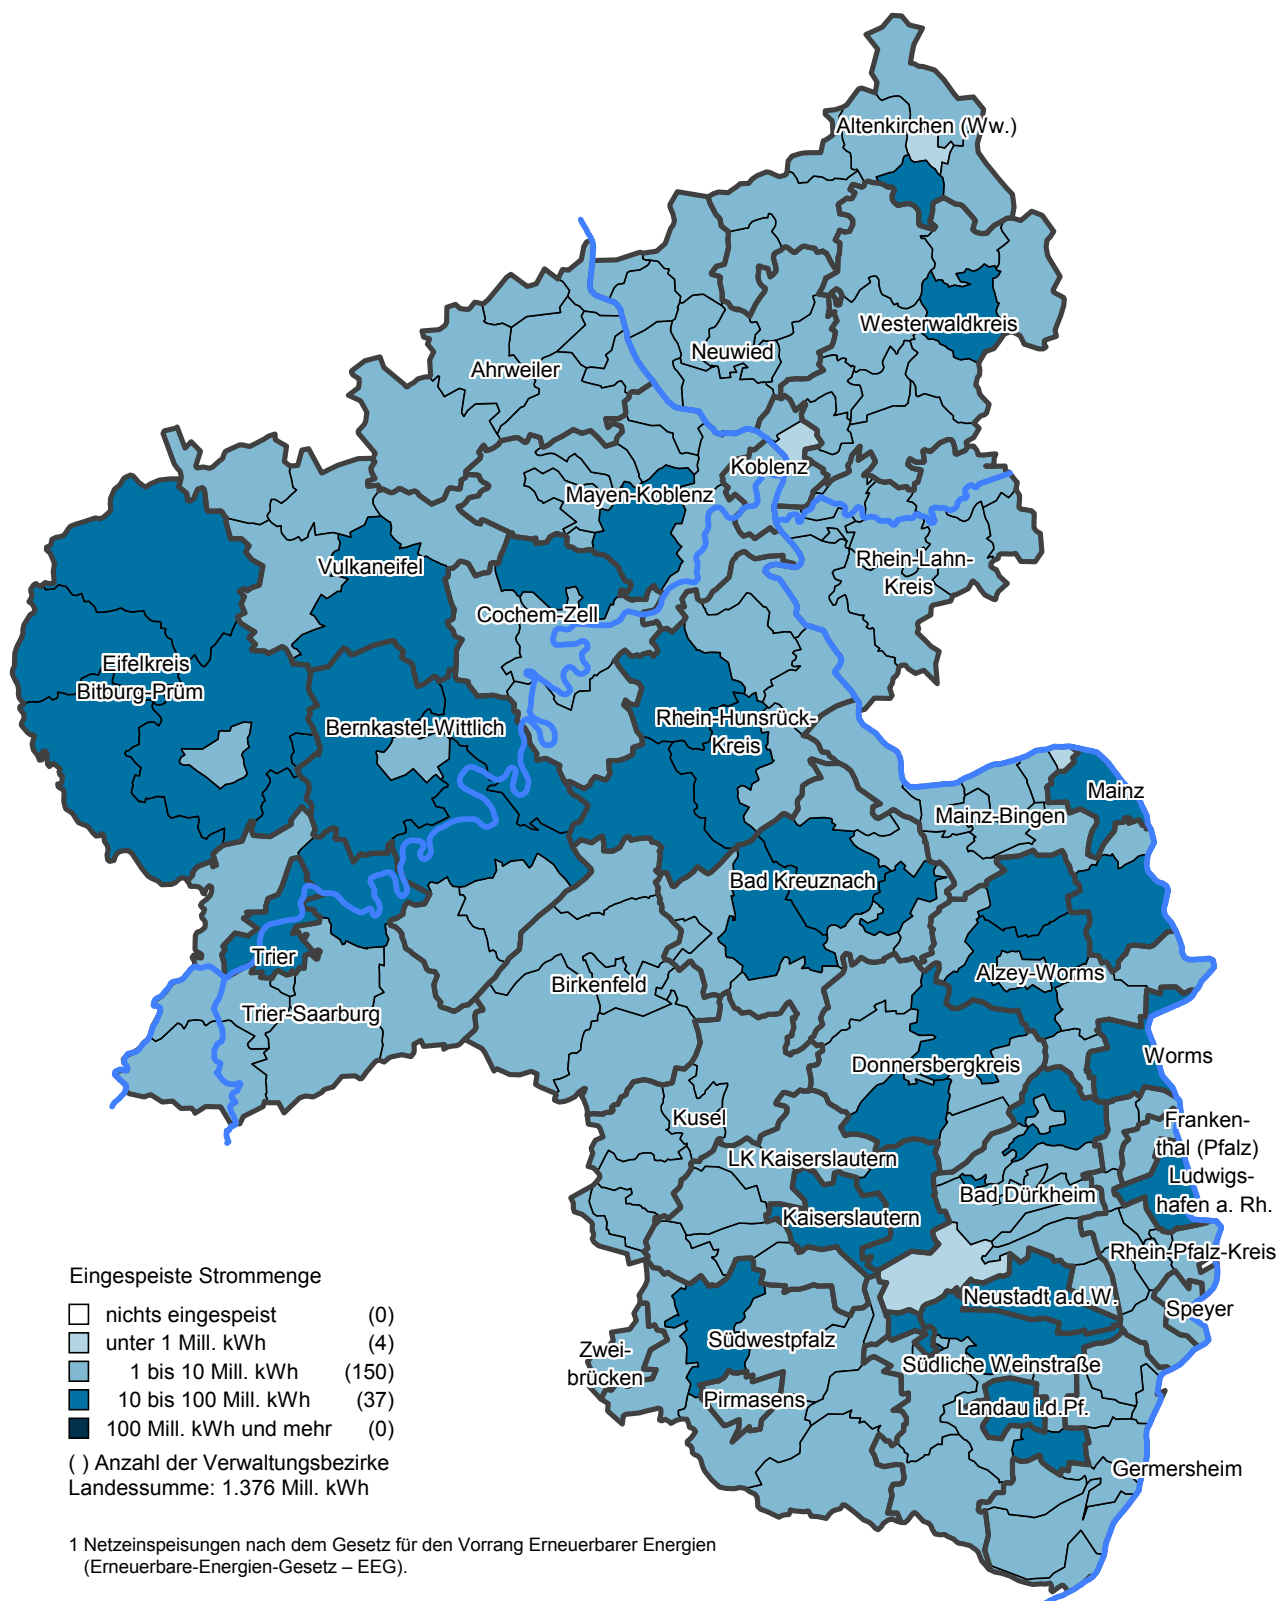 Altenkirchen (Ww.)
Westerwaldkreis
Neuwied
Ahrweiler
Koblenz
Mayen-Koblenz
Rhein-Lahn-
Kreis
Vulkaneifel
Cochem-Zell
Eifelkreis
Bitburg-Prüm
Bernkastel-Wittlich
Rhein-Hunsrück-
Kreis
Mainz
Mainz-Bingen
Bad Kreuznach
Trier
Alzey-Worms
Birkenfeld
Trier-Saarburg
Worms
Donnersbergkreis
Kusel
Franken-
thal (Pfalz)
LK Kaiserslautern
Ludwigs-
hafen a. Rh.
Bad Dürkheim
Kaiserslautern
Rhein-Pfalz-Kreis
Neustadt a.d.W.
Speyer
Südwestpfalz
Zwei-
brücken
Südliche Weinstraße
Pirmasens
Landau i.d.Pf.
Germersheim
Eingespeiste Strommenge
nichts eingespeist (0)
unter 1 Mill. kWh (4)
1 bis 10 Mill. kWh (150)
10 bis 100 Mill. kWh (37)
100 Mill. kWh und mehr (0)
( ) Anzahl der Verwaltungsbezirke
Landessumme: 1.376 Mill. kWh
1 Netzeinspeisungen nach dem Gesetz für den Vorrang Erneuerbarer Energien
(Erneuerbare-Energien-Gesetz – EEG).